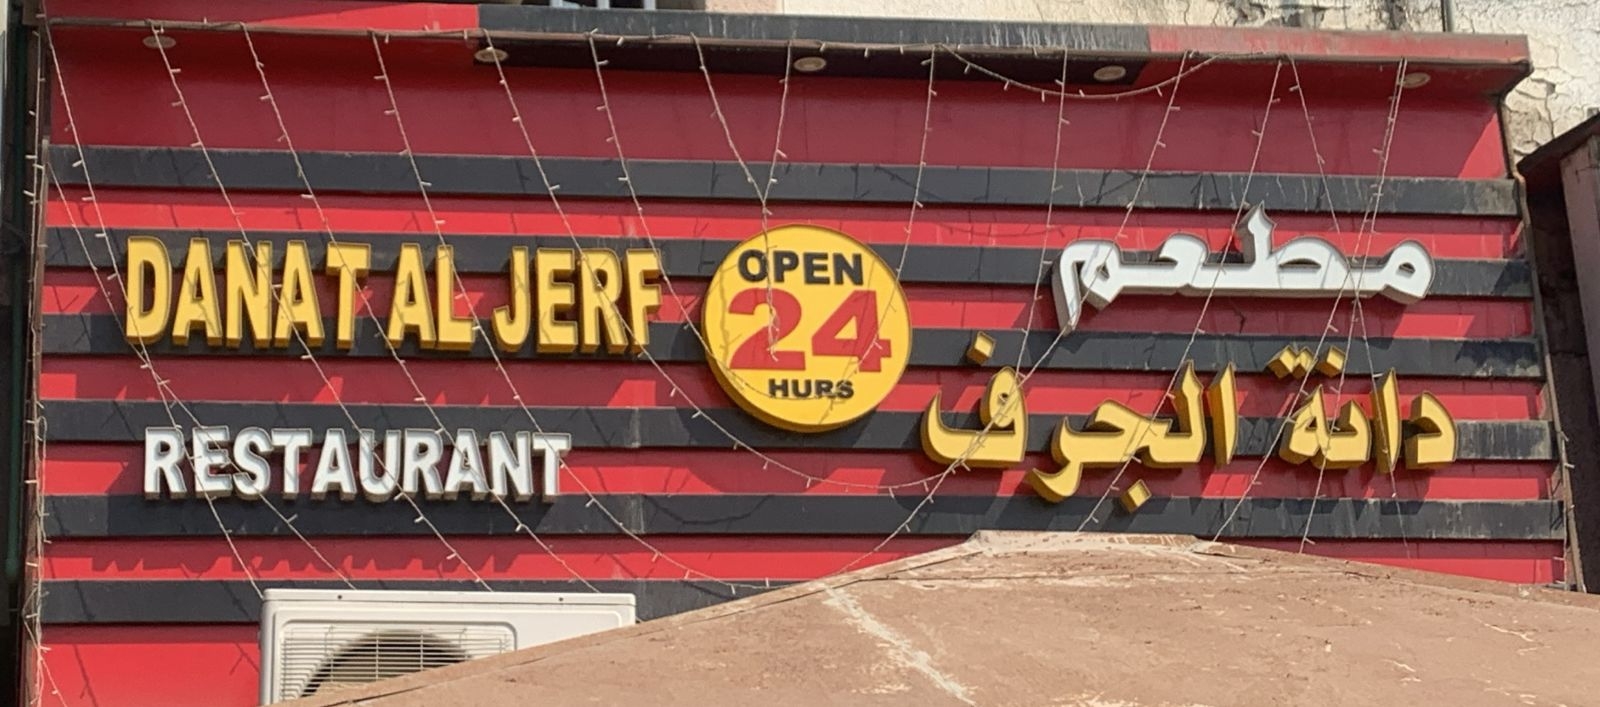 DANAT AL JERF
RESTAURANT
OPEN
24
HURS
مطعم
دانة الجرف